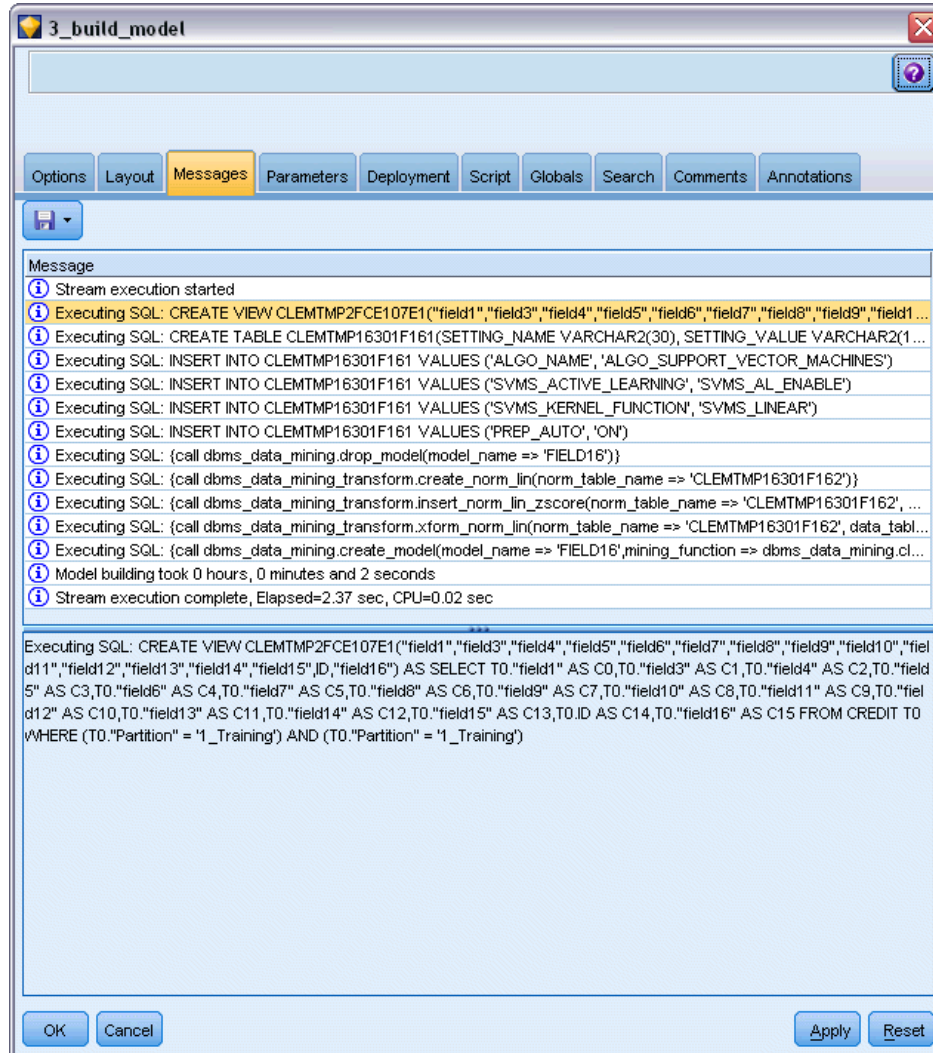 3_build_model
Options Layout Messages Parameters Deployment Script Globals Search Comments Annotations
Message
Stream execution started
Executing SQL: CREATE VIEW CLEMTMP2FCE107E1("field1","field3","field4","field5","field6","field7","field8","field9","field1...
Executing SQL: CREATE TABLE CLEMTMP16301F161(SETTING_NAME VARCHAR2(30), SETTING_VALUE VARCHAR2(1...
Executing SQL: INSERT INTO CLEMTMP16301F161 VALUES ('ALGO_NAME','ALGO_SUPPORT_VECTOR_MACHINES')
Executing SQL: INSERT INTO CLEMTMP16301F161 VALUES ('SVMS_ACTIVE_LEARNING', 'SVMS_AL_ENABLE')
Executing SQL: INSERT INTO CLEMTMP16301F161 VALUES ('SVMS_KERNEL_FUNCTION', 'SVMS_LINEAR')
Executing SQL: INSERT INTO CLEMTMP16301F161 VALUES ('PREP_AUTO', 'ON')
Executing SQL: {call dbms_data_mining.drop_model(model_name => 'FIELD16')}
Executing SQL: {call dbms_data_mining_transform.create_norm_lin(norm_table_name => 'CLEMTMP16301F162')}
Executing SQL: {call dbms_data_mining_transform.insert_norm_lin_zscore(norm_table_name => 'CLEMTMP16301F162', ...
Executing SQL: {call dbms_data_mining_transform.xform_norm_lin(norm_table_name => 'CLEMTMP16301F162', data_tabl...
Executing SQL: {call dbms_data_mining.create_model(model_name => 'FIELD16',mining_function => dbms_data_mining.cl...
Model building took 0 hours, 0 minutes and 2 seconds
Stream execution complete, Elapsed=2.37 sec, CPU=0.02 sec
Executing SQL: CREATE VIEW CLEMTMP2FCE107E1("field1","field3","field4","field5","field6","field7","field8","field9","field10","fiel
d11","field12","field13","field14","field15",ID,"field16") AS SELECT T0."field1" AS C0,T0."field3" AS C1,T0."field4" AS C2,T0."field
5" AS C3,T0."field6" AS C4,T0."field7" AS C5,T0."field8" AS C6,T0."field9" AS C7,T0."field10" AS C8,T0."field11" AS C9,T0."fiel
d12" AS C10,T0."field13" AS C11,T0."field14" AS C12,T0."field15" AS C13,T0.ID AS C14,T0."field16" AS C15 FROM CREDIT T0
WHERE (T0."Partition" = '1_Training') AND (T0."Partition" = '1_Training')
OK Cancel Apply Reset